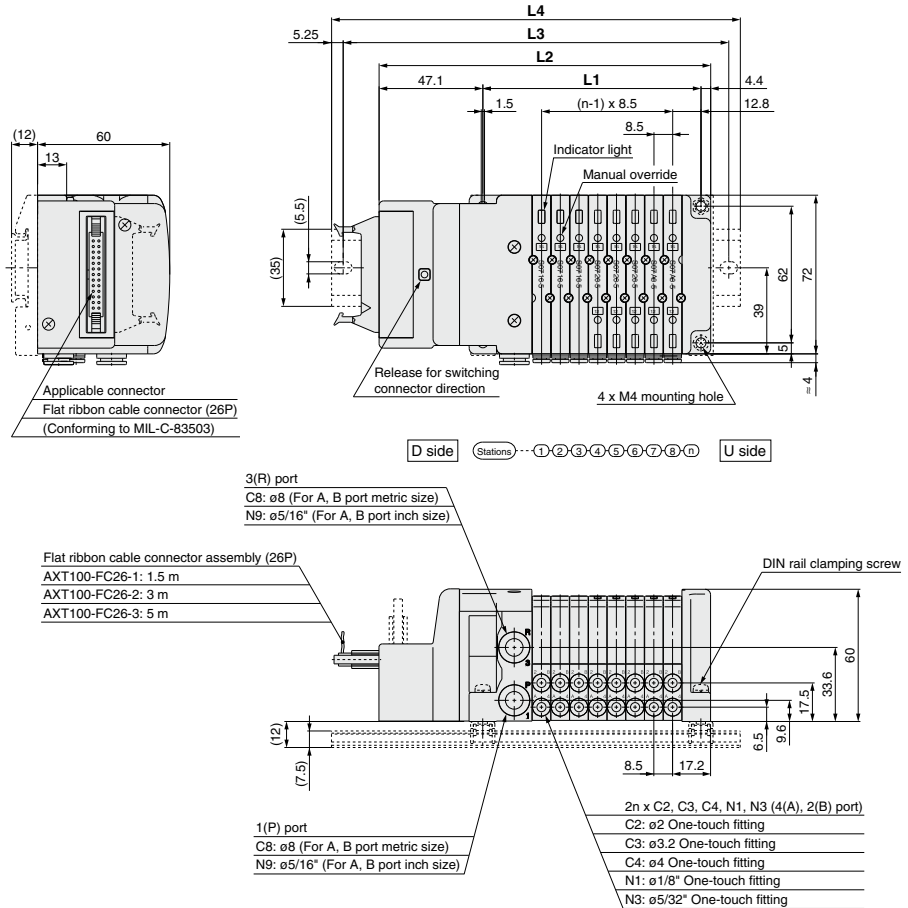 L4
5.25
L3
L2
47.1
L1
4.4
1.5
(n-1) x 8.5
12.8
8.5
Indicator light
Manual override
(12)
60
13
(5.5)
(35)
62
72
39
5
≈ 4
Release for switching
connector direction
4 x M4 mounting hole
Applicable connector
Flat ribbon cable connector (26P)
(Conforming to MIL-C-83503)
D side
Stations
1
2
3
4
5
6
7
8
n
U side
3(R) port
C8: ø8 (For A, B port metric size)
N9: ø5/16" (For A, B port inch size)
Flat ribbon cable connector assembly (26P)
AXT100-FC26-1: 1.5 m
AXT100-FC26-2: 3 m
AXT100-FC26-3: 5 m
DIN rail clamping screw
R
3
P
1
60
33.6
17.5
9.6
6.5
(12)
(7.5)
8.5
17.2
1(P) port
C8: ø8 (For A, B port metric size)
N9: ø5/16" (For A, B port inch size)
2n x C2, C3, C4, N1, N3 (4(A), 2(B) port)
C2: ø2 One-touch fitting
C3: ø3.2 One-touch fitting
C4: ø4 One-touch fitting
N1: ø1/8" One-touch fitting
N3: ø5/32" One-touch fitting